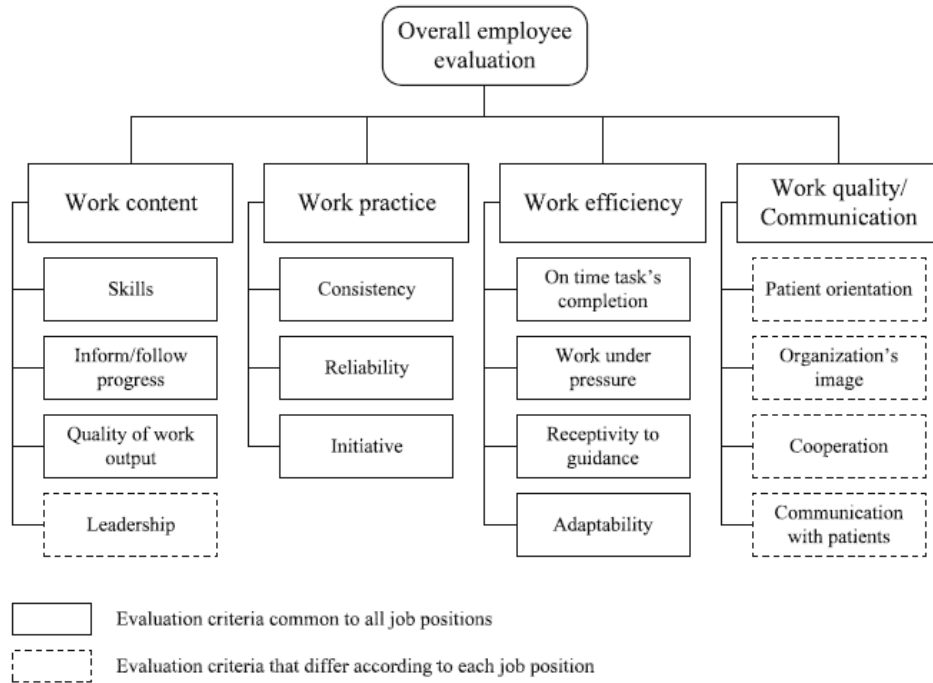 Overall employee
evaluation
Work content
Work practice
Work efficiency
Work quality/
Communication
Skills
Inform/follow
progress
Quality of work
output
Leadership
Consistency
Reliability
Initiative
On time task's
completion
Work under
pressure
Receptivity to
guidance
Adaptability
Patient orientation
Organization's
image
Cooperation
Communication
with patients
Evaluation criteria common to all job positions
Evaluation criteria that differ according to each job position